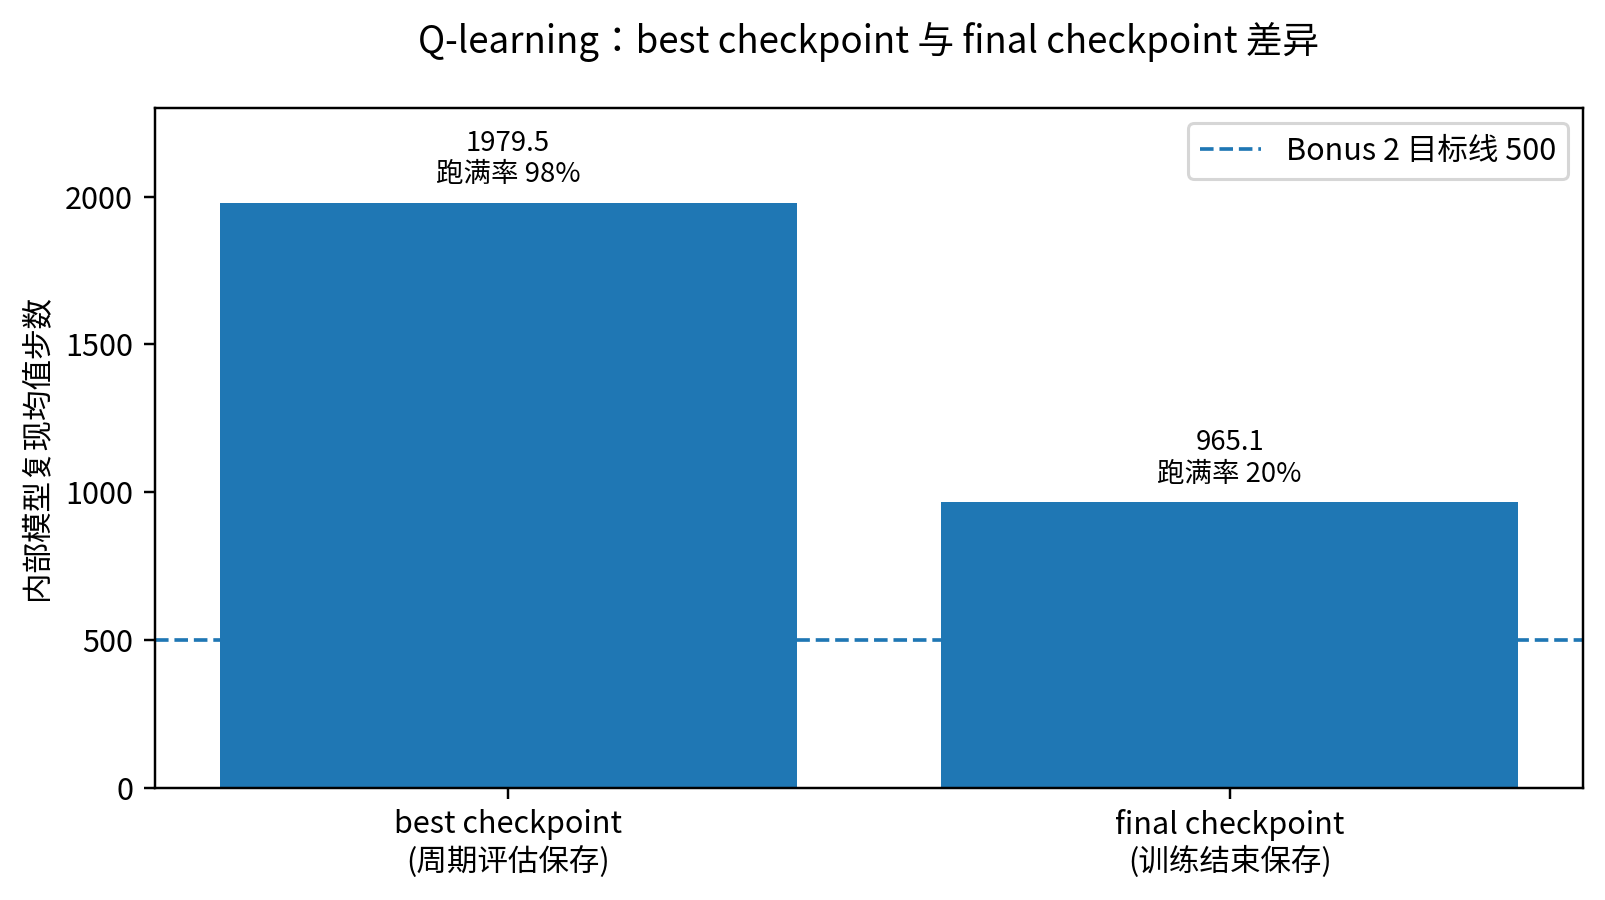 Q-learning：best checkpoint 与 final checkpoint 差异
Bonus 2 目标线 500
1979.5
跑满率 98%
965.1
跑满率 20%
内部模型复现均值步数
2000
1500
1000
500
0
best checkpoint
(周期评估保存)
final checkpoint
(训练结束保存)